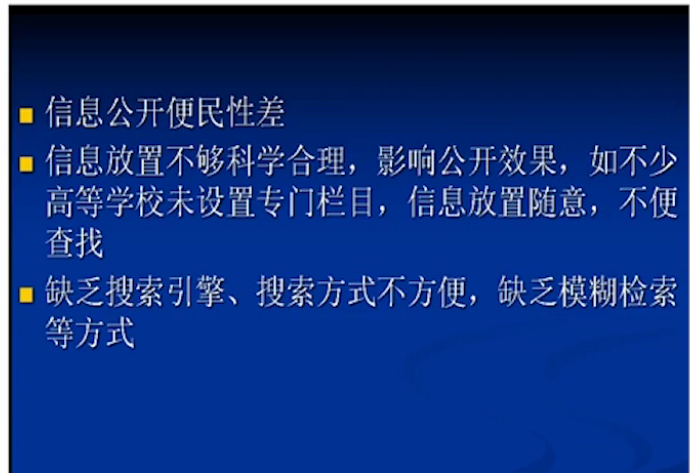 信息公开便民性差
信息放置不够科学合理，影响公开效果，如不少
高等学校未设置专门栏目，信息放置随意，不便
查找
缺乏搜索引擎、搜索方式不方便，缺乏模糊检索
等方式